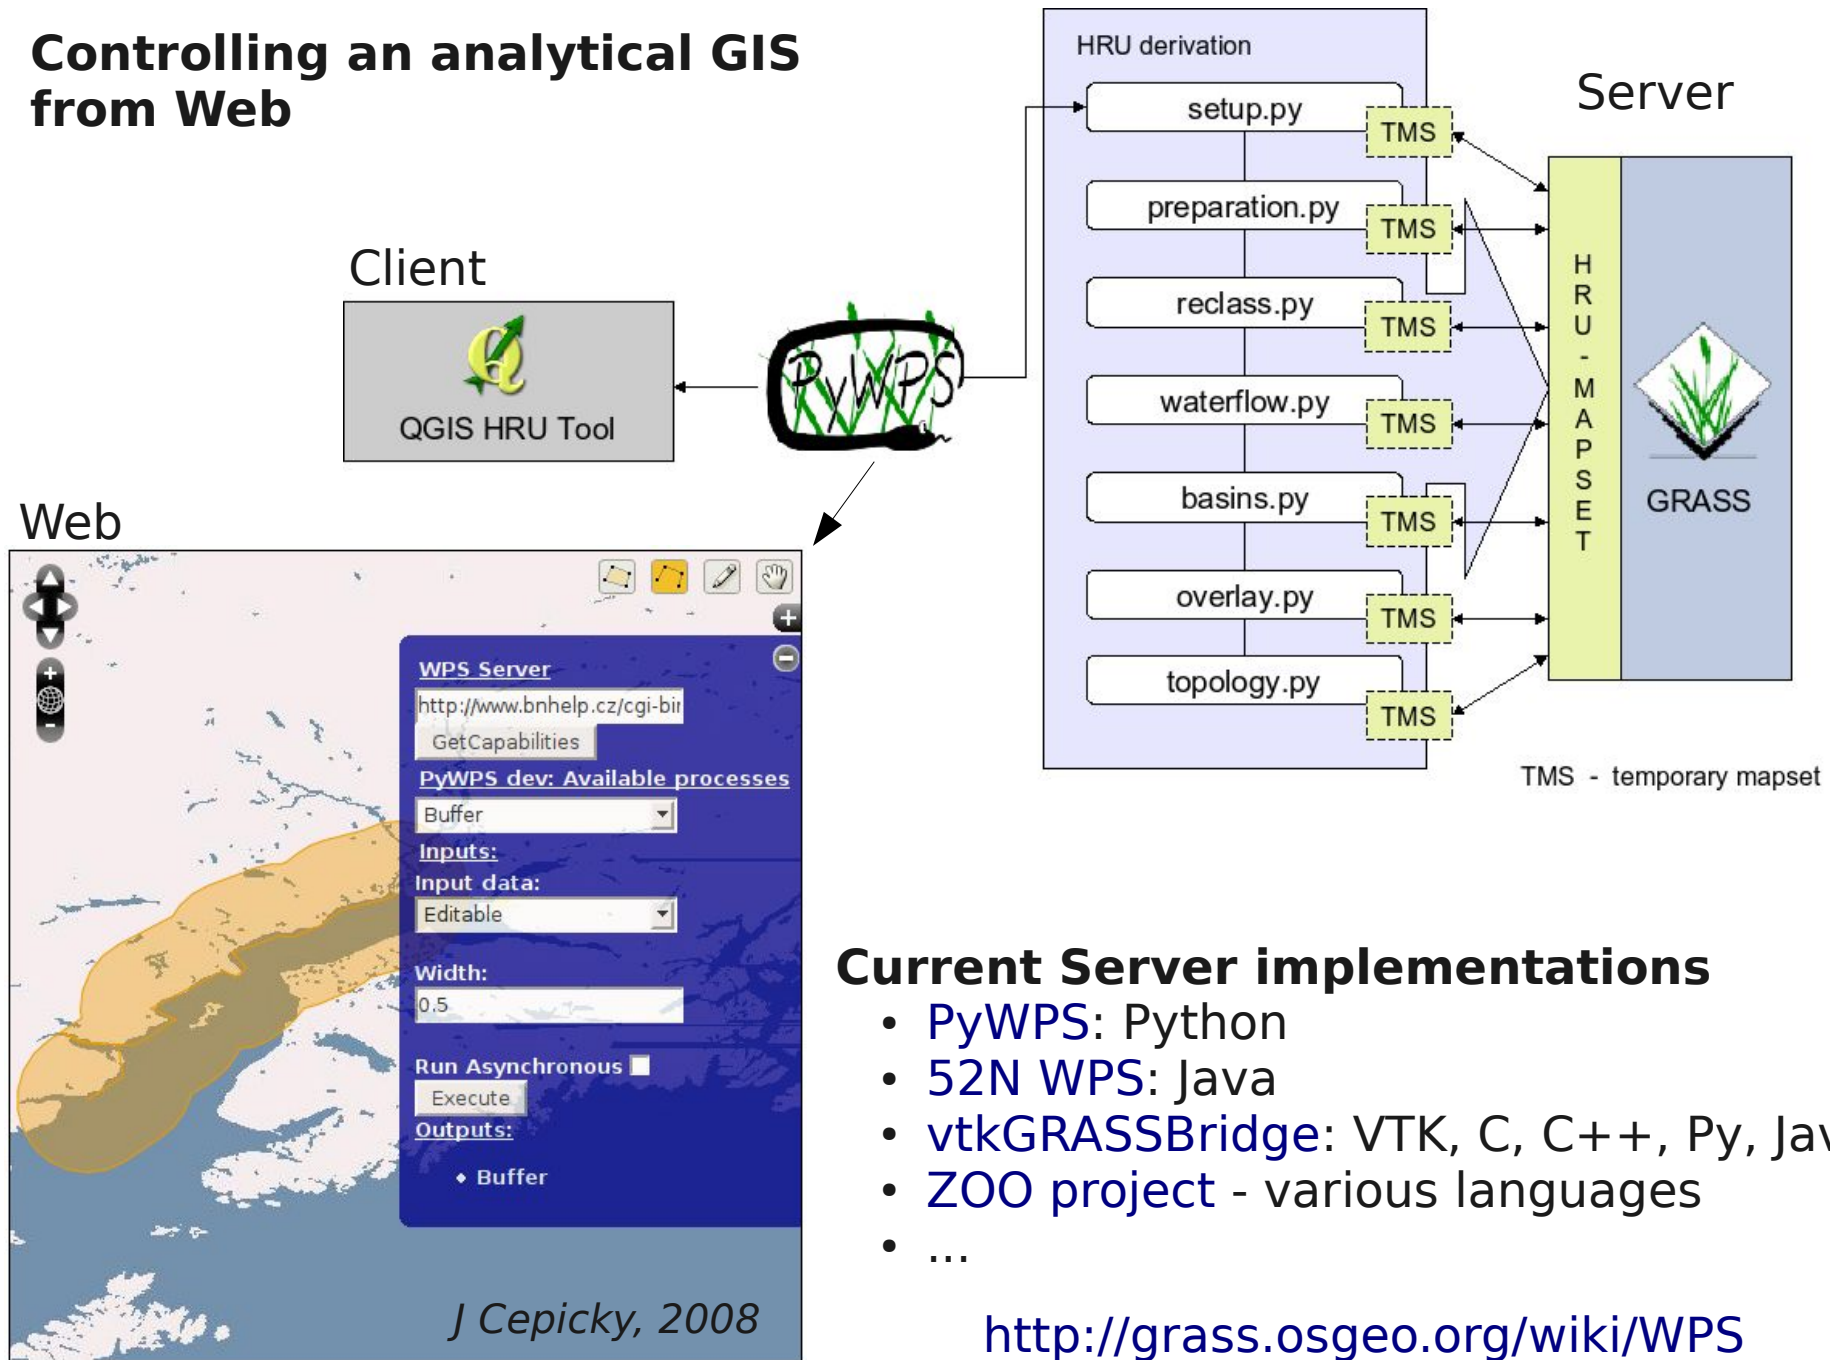 Controlling an analytical GIS
from Web
Client
QGIS HRU Tool
PyWPS
HRU derivation
setup.py
TMS
preparation.py
TMS
reclass.py
TMS
waterflow.py
TMS
basins.py
TMS
overlay.py
TMS
topology.py
TMS
Server
HRU-MAPSET
GRASS
TMS - temporary mapset
Web
WPS Server
http://www.bnhelp.cz/cgi-bin
GetCapabilities
PyWPS dev: Available processes
Buffer
Inputs:
Input data:
Editable
Width:
0.5
Run Asynchronous
Execute
Outputs:
Buffer
J Cepicky, 2008
Current Server implementations
• PyWPS: Python
• 52N WPS: Java
• vtkGRASSBridge: VTK, C, C++, Py, Jav
• ZOO project - various languages
• ...
http://grass.osgeo.org/wiki/WPS